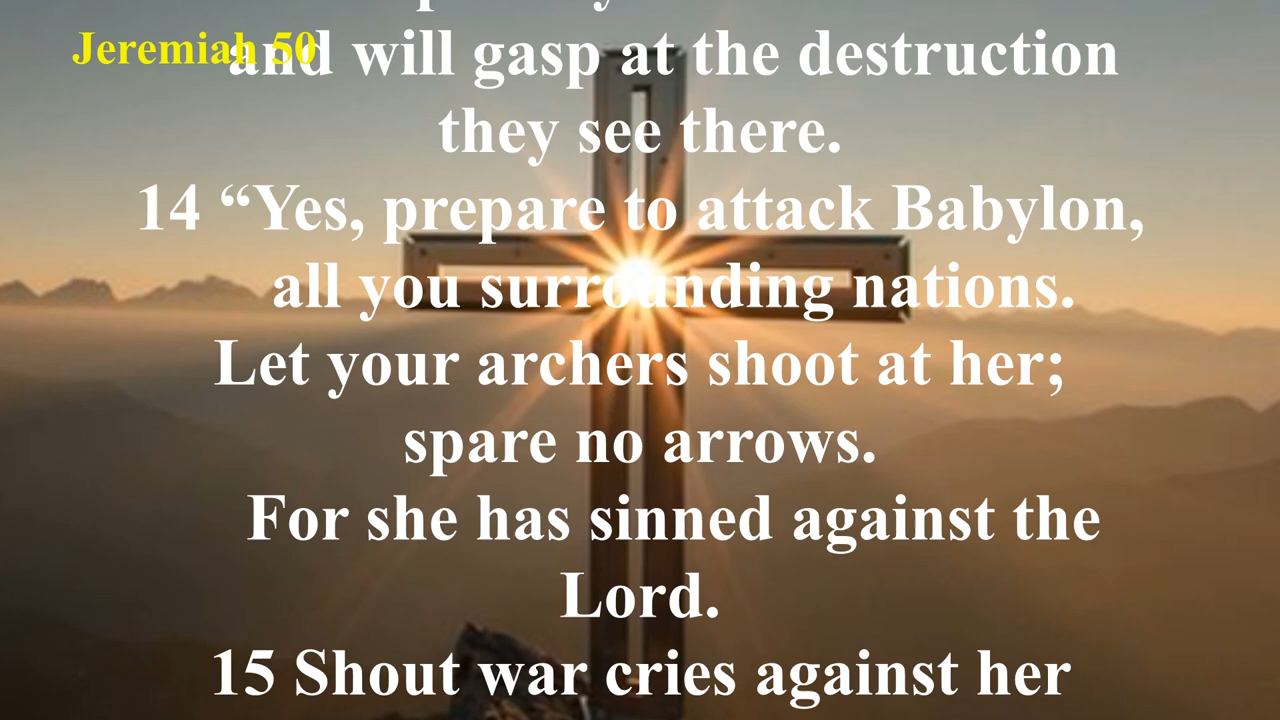 Jeremiah 50
and will gasp at the destruction
they see there.
14 “Yes, prepare to attack Babylon,
all you surrounding nations.
Let your archers shoot at her;
spare no arrows.
For she has sinned against the
Lord.
15 Shout war cries against her